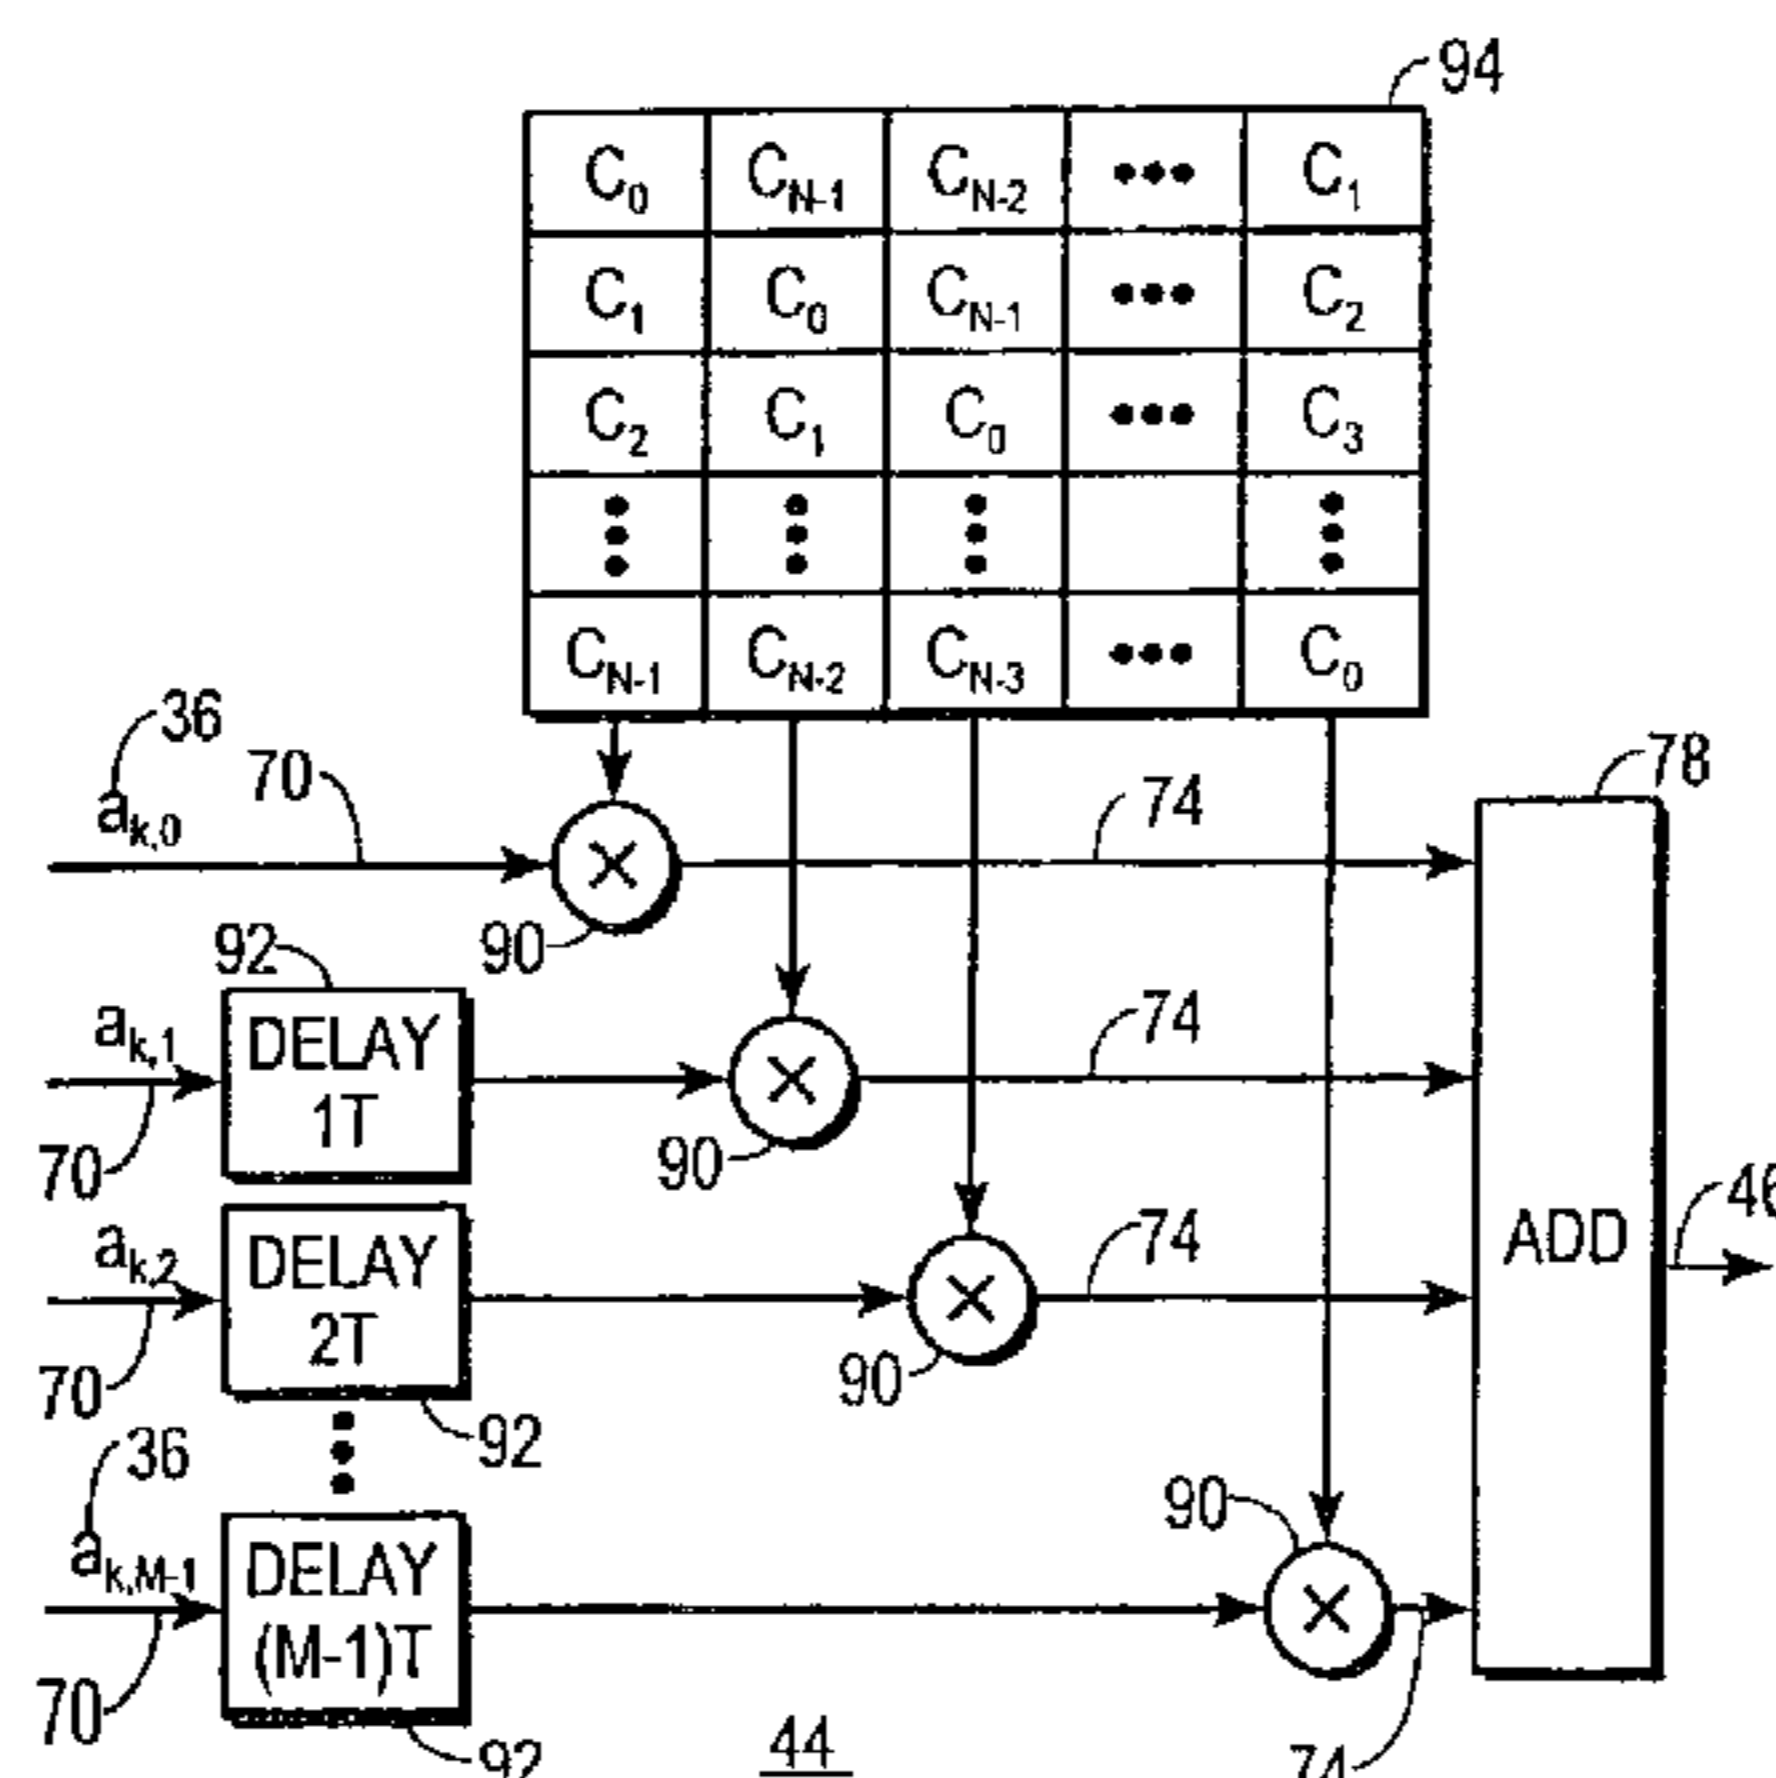 94
C0 CN-1 CN-2 ••• C1
C1 C0 CN-1 ••• C2
C2 C1 C0 ••• C3
CN-1 CN-2 CN-3 ••• C0
36
ak,0
70
90
74
78
92
ak,1
DELAY
1T
70
90
74
ak,2
DELAY
2T
70
92
90
74
ADD
46
36
ak,M-1
DELAY
(M-1)T
70
92
90
74
44